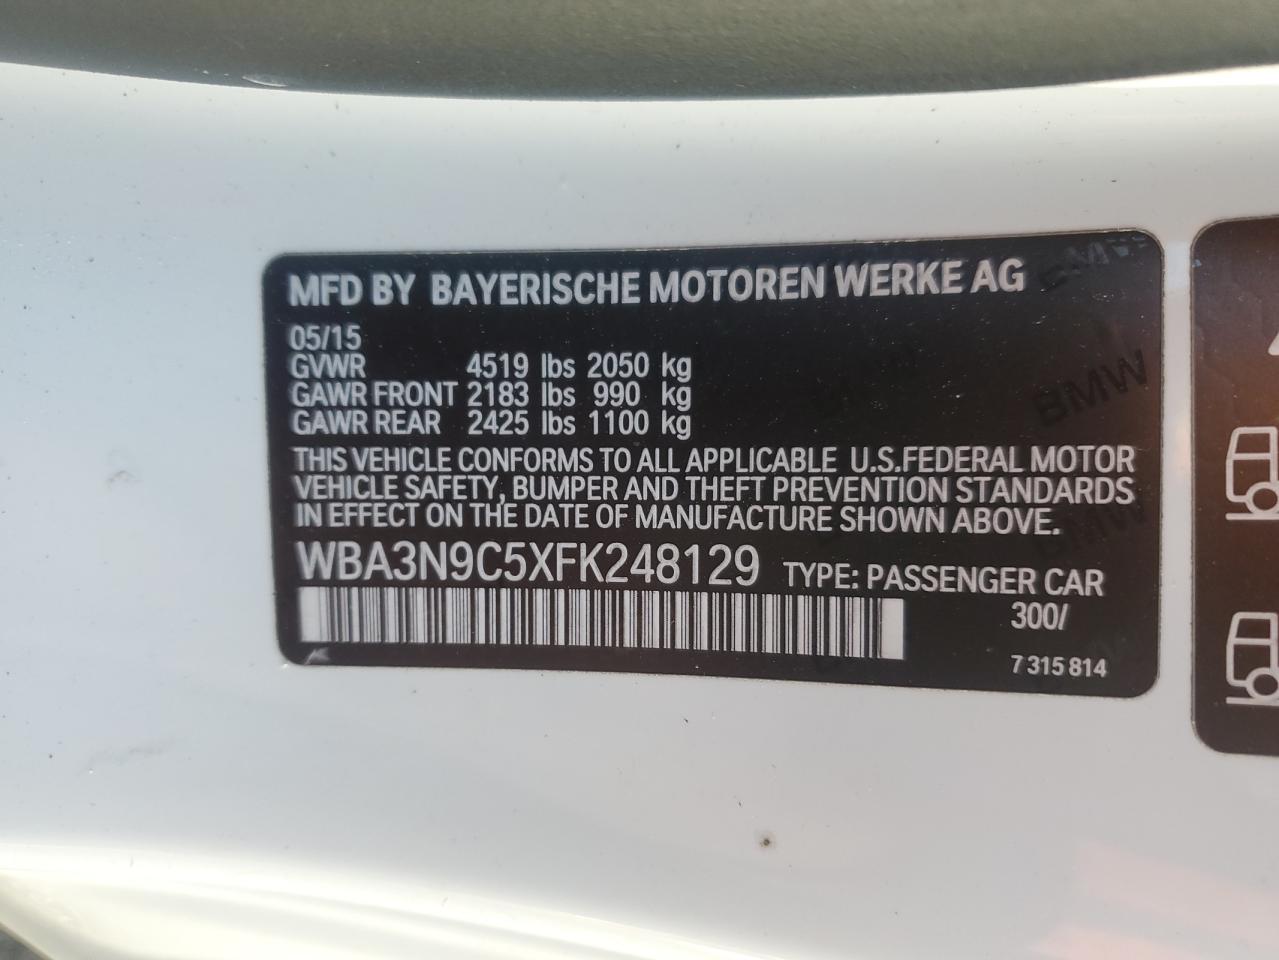 MFD BY BAYERISCHE MOTOREN WERKE AG
05/15
GVWR 4519 lbs 2050 kg
GAWR FRONT 2183 lbs 990 kg
GAWR REAR 2425 lbs 1100 kg
THIS VEHICLE CONFORMS TO ALL APPLICABLE U.S.FEDERAL MOTOR
VEHICLE SAFETY, BUMPER AND THEFT PREVENTION STANDARDS
IN EFFECT ON THE DATE OF MANUFACTURE SHOWN ABOVE.
WBA3N9C5XFK248129 TYPE: PASSENGER CAR
300/
7 315 814
BMW
BMW
BMW